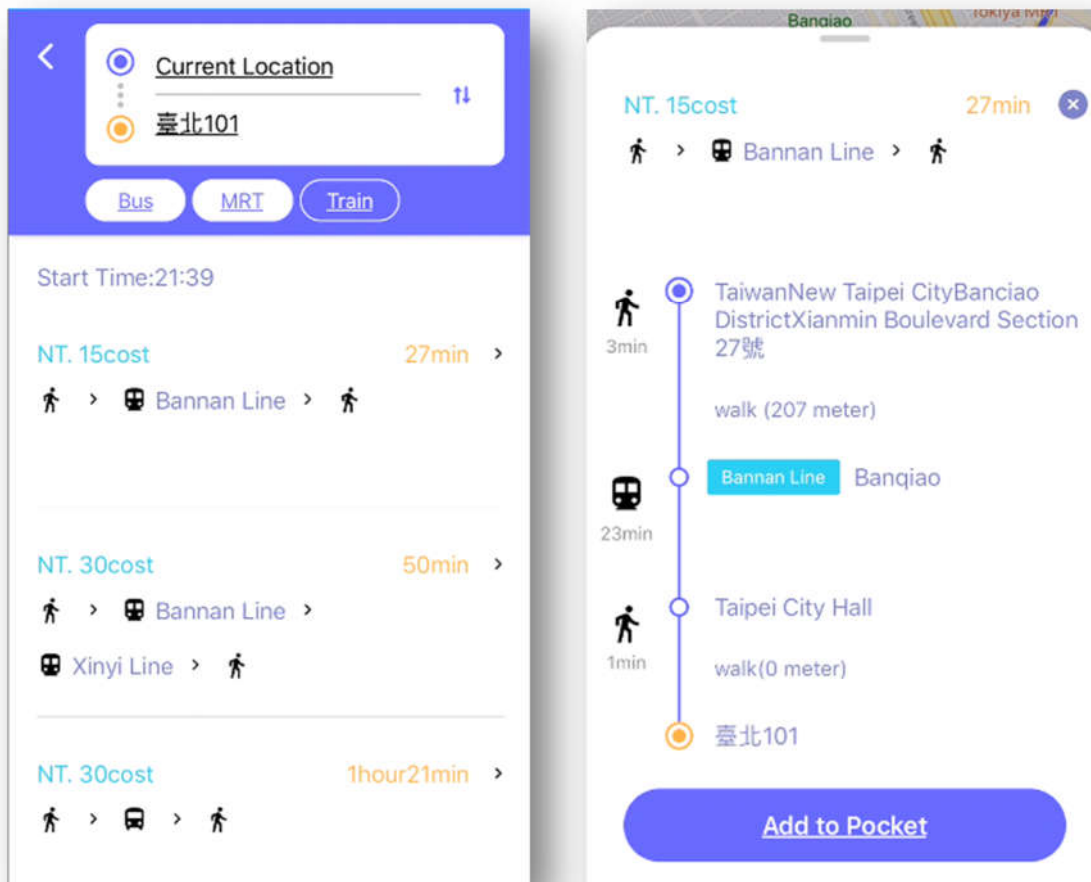 Current Location
臺北101
Bus MRT Train
Start Time:21:39
NT. 15cost 27min
Bannan Line
NT. 30cost 50min
Bannan Line
Xinyi Line
NT. 30cost 1hour21min
Banqiao
NT. 15cost 27min
Bannan Line
TaiwanNew Taipei CityBanciao
DistrictXianmin Boulevard Section
27號
3min
walk (207 meter)
Bannan Line Banqiao
23min
Taipei City Hall
1min
walk(0 meter)
臺北101
Add to Pocket